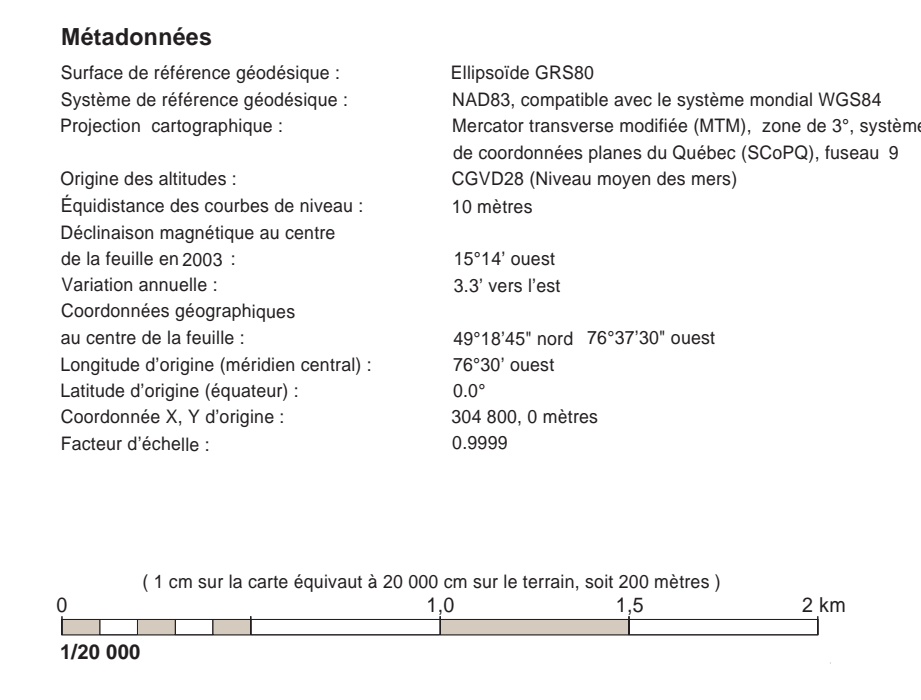 Métadonnées
Surface de référence géodésique : Ellipsoïde GRS80
Système de référence géodésique : NAD83, compatible avec le système mondial WGS84
Projection cartographique : Mercator transverse modifiée (MTM), zone de 3°, système
de coordonnées planes du Québec (SCoPQ), fuseau 9
Origine des altitudes : CGVD28 (Niveau moyen des mers)
Équidistance des courbes de niveau : 10 mètres
Déclinaison magnétique au centre
de la feuille en 2003 : 15°14' ouest
Variation annuelle : 3.3' vers l'est
Coordonnées géographiques
au centre de la feuille : 49°18'45" nord 76°37'30" ouest
Longitude d'origine (méridien central) : 76°30' ouest
Latitude d'origine (équateur) : 0.0°
Coordonnée X, Y d'origine : 304 800, 0 mètres
Facteur d'échelle : 0.9999
( 1 cm sur la carte équivaut à 20 000 cm sur le terrain, soit 200 mètres )
0 1,0 1,5 2 km
1/20 000